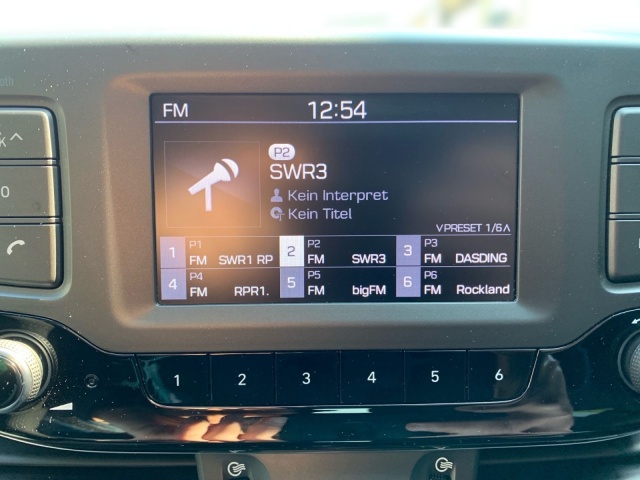 FM 12:54
P2
SWR3
Kein Interpret
Kein Titel
∨PRESET 1/6∧
1 P1 FM SWR1 RP 2 P2 FM SWR3 3 P3 FM DASDING
4 P4 FM RPR1. 5 P5 FM bigFM 6 P6 FM Rockland
1 2 3 4 5 6